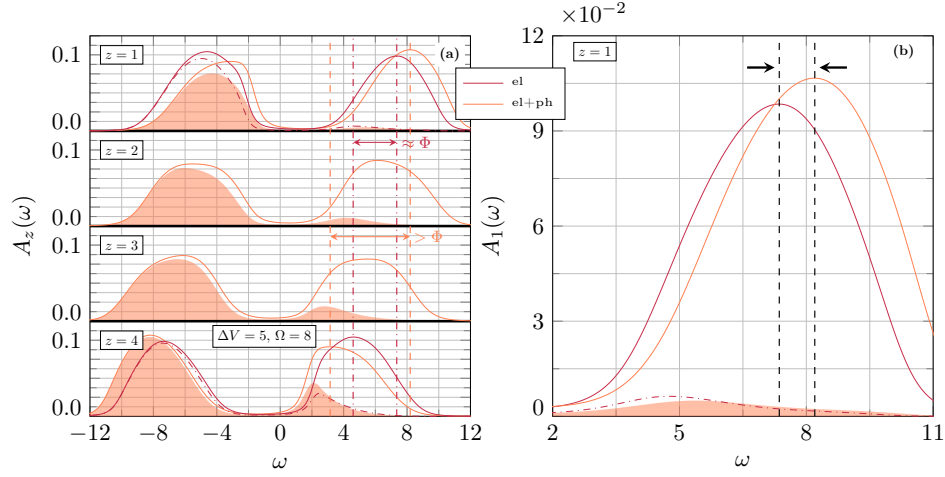 ×10⁻²
0.1
z = 1
(a)
0.0
el
el+ph
≈ Φ
0.1
z = 2
0.0
> Φ
0.1
z = 3
0.0
0.1
z = 4
ΔV = 5, Ω = 8
0.0
A_z(ω)
−12 −8 −4 0 4 8 12
ω
12
z = 1
(b)
9
6
3
0
A₁(ω)
2 5 8 11
ω